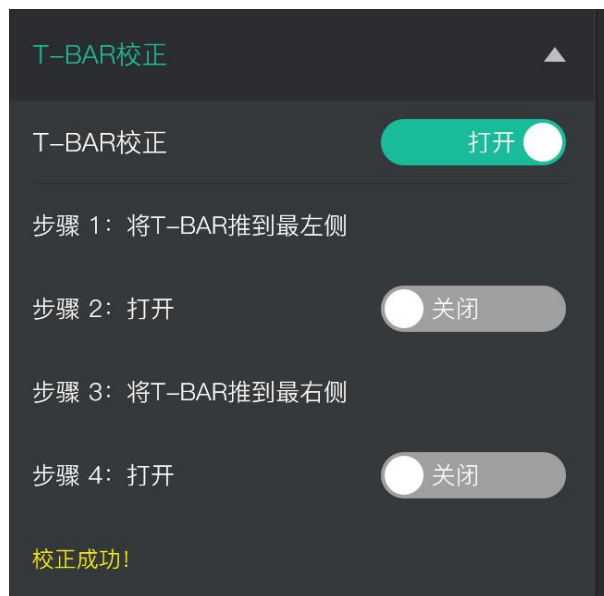 T-BAR校正
T-BAR校正 打开
步骤 1：将T-BAR推到最左侧
步骤 2：打开 关闭
步骤 3：将T-BAR推到最右侧
步骤 4：打开 关闭
校正成功！